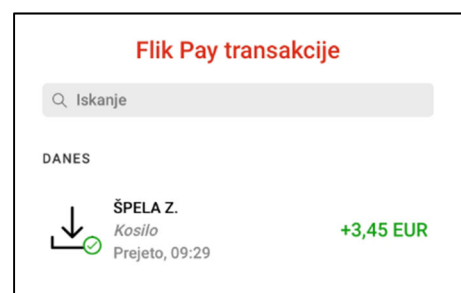 Flik Pay transakcije
Iskanje
DANES
ŠPELA Z.
Kosilo
+3,45 EUR
Prejeto, 09:29